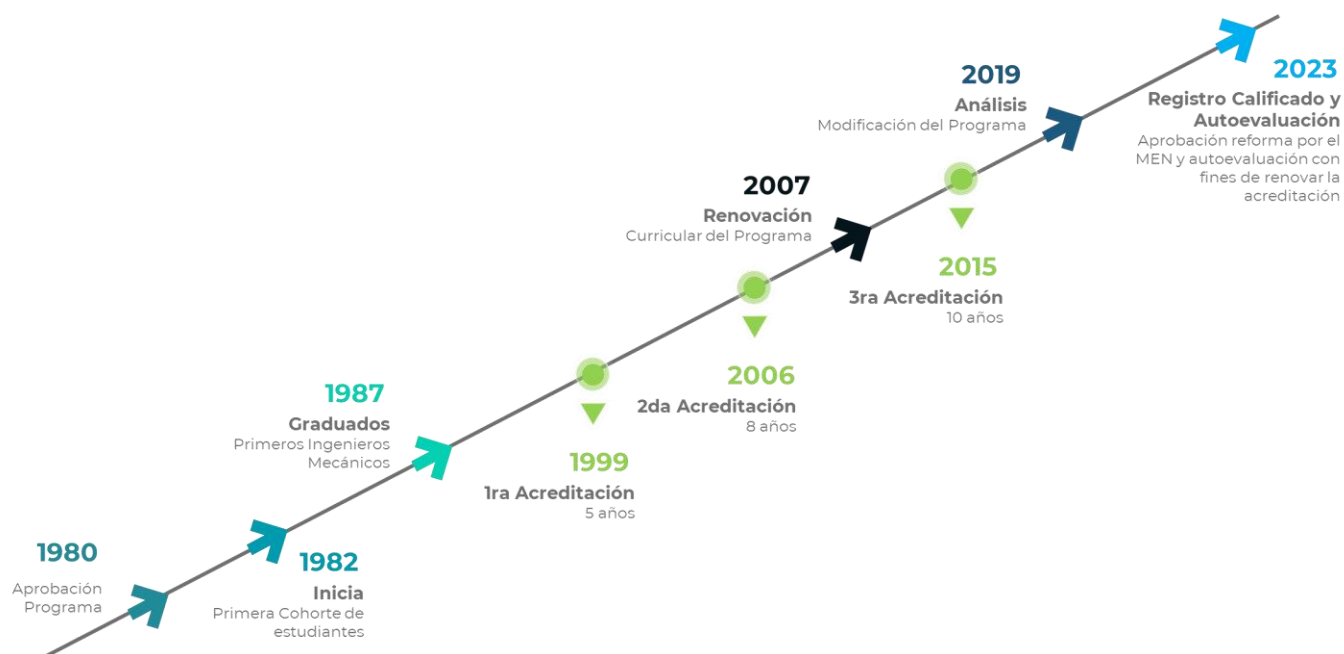 1980
Aprobación
Programa
1982
Inicia
Primera Cohorte de
estudiantes
1987
Graduados
Primeros Ingenieros
Mecánicos
1999
1ra Acreditación
5 años
2006
2da Acreditación
8 años
2007
Renovación
Curricular del Programa
2015
3ra Acreditación
10 años
2019
Análisis
Modificación del Programa
2023
Registro Calificado y
Autoevaluación
Aprobación reforma por el
MEN y autoevaluación con
fines de renovar la
acreditación